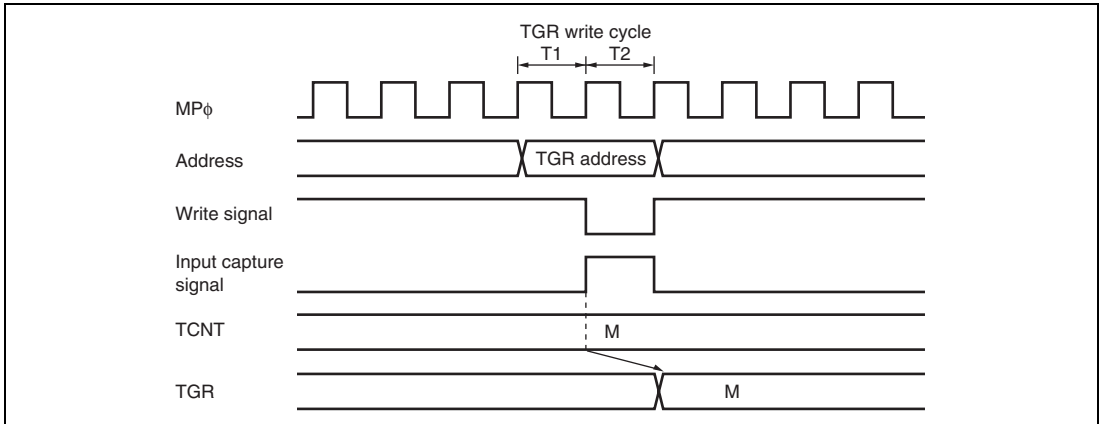 TGR write cycle
T1 T2
MPϕ
Address
TGR address
Write signal
Input capture
signal
TCNT
M
TGR
M